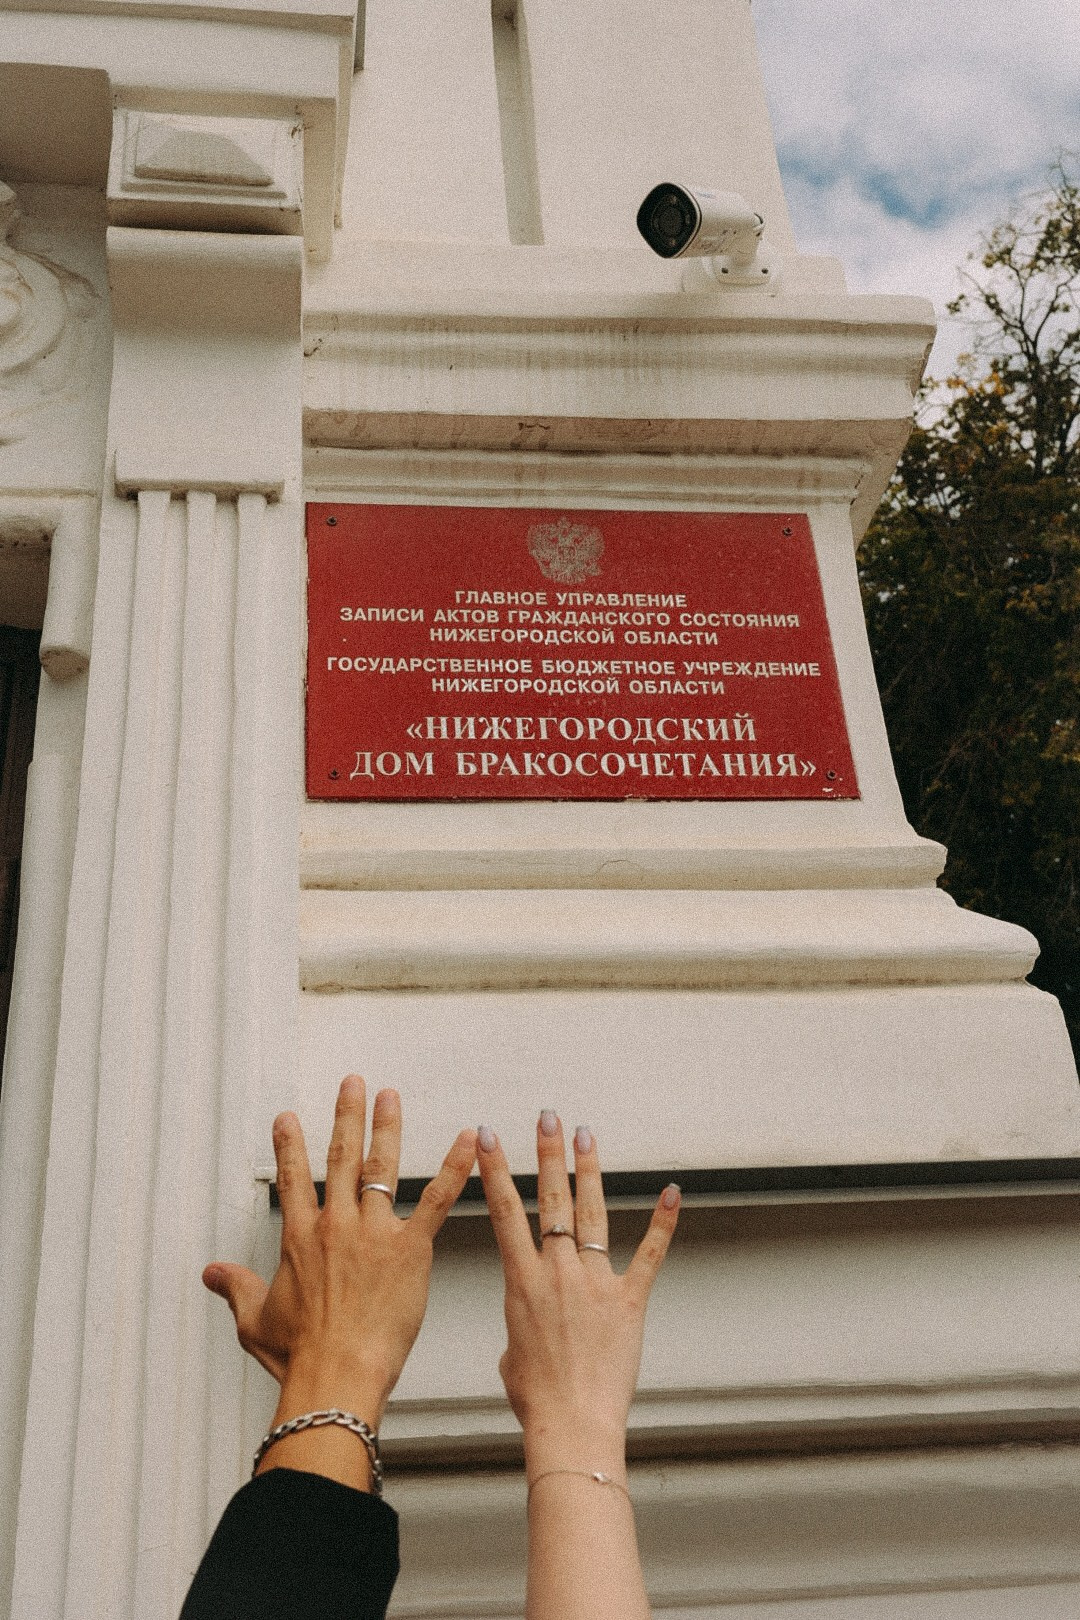 ГЛАВНОЕ УПРАВЛЕНИЕ
ЗАПИСИ АКТОВ ГРАЖДАНСКОГО СОСТОЯНИЯ
НИЖЕГОРОДСКОЙ ОБЛАСТИ
ГОСУДАРСТВЕННОЕ БЮДЖЕТНОЕ УЧРЕЖДЕНИЕ
НИЖЕГОРОДСКОЙ ОБЛАСТИ
«НИЖЕГОРОДСКИЙ
ДОМ БРАКОСОЧЕТАНИЯ»